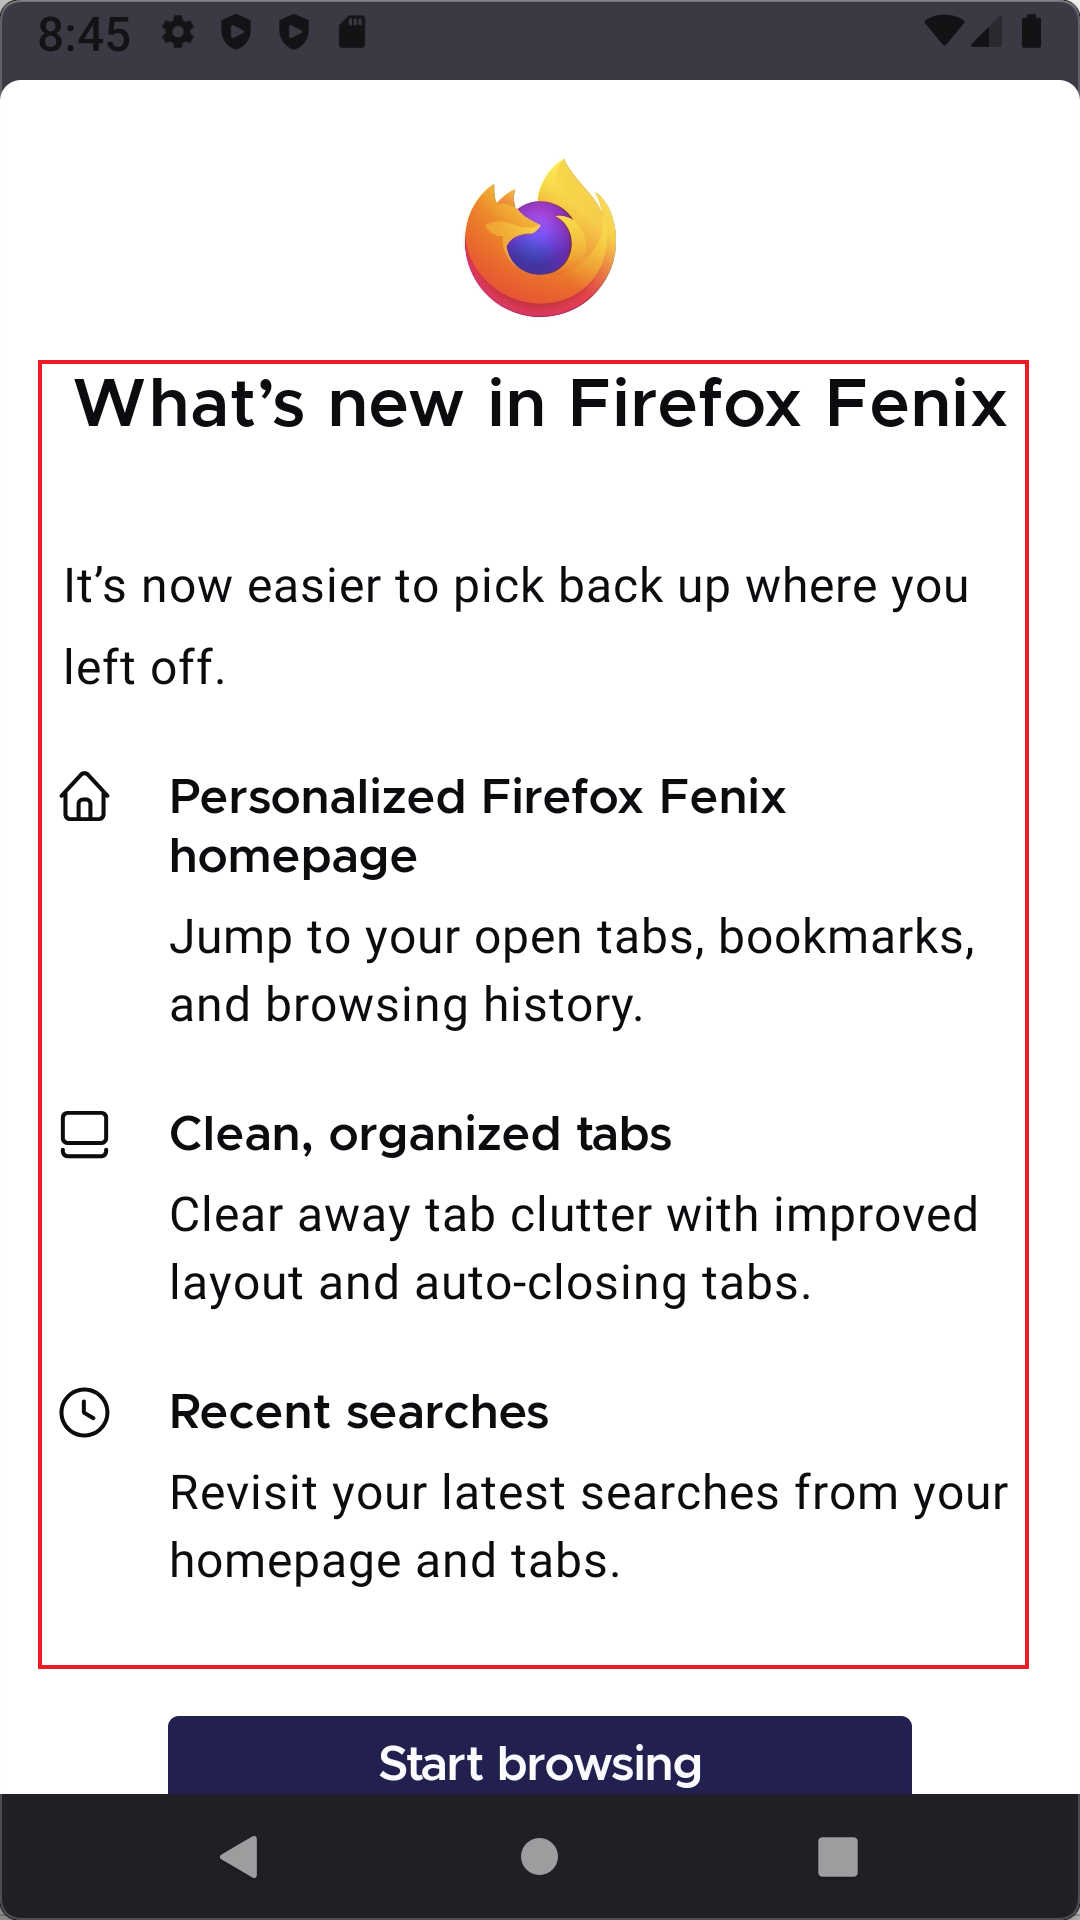 8:45
What’s new in Firefox Fenix
It’s now easier to pick back up where you
left off.
Personalized Firefox Fenix
homepage
Jump to your open tabs, bookmarks,
and browsing history.
Clean, organized tabs
Clear away tab clutter with improved
layout and auto-closing tabs.
Recent searches
Revisit your latest searches from your
homepage and tabs.
Start browsing